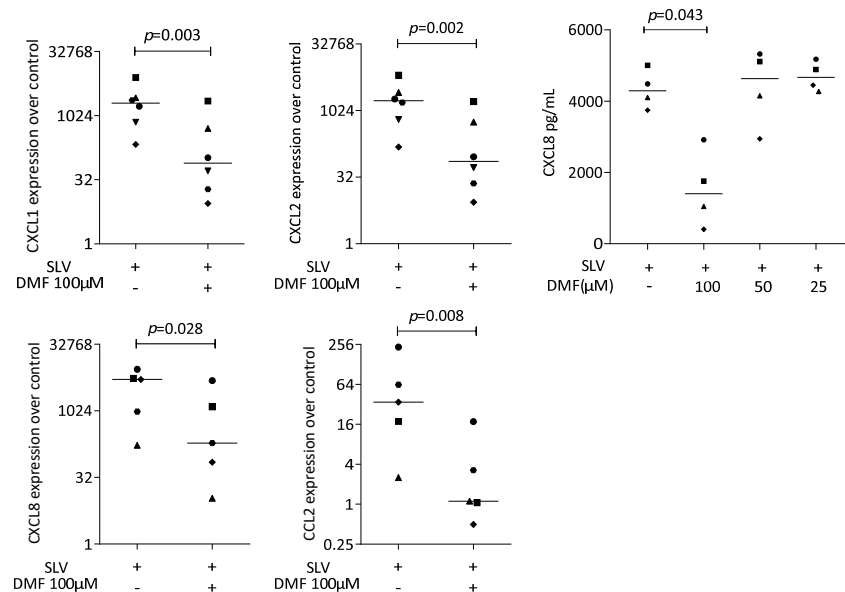 p=0.003
CXCL1 expression over control
32768
1024
32
1
SLV + +
DMF 100µM - +
p=0.002
CXCL2 expression over control
32768
1024
32
1
SLV + +
DMF 100µM - +
p=0.043
CXCL8 pg/mL
6000
4000
2000
0
SLV + + + +
DMF(µM) - 100 50 25
p=0.028
CXCL8 expression over control
32768
1024
32
1
SLV + +
DMF 100µM - +
p=0.008
CCL2 expression over control
256
64
16
4
1
0.25
SLV + +
DMF 100µM - +